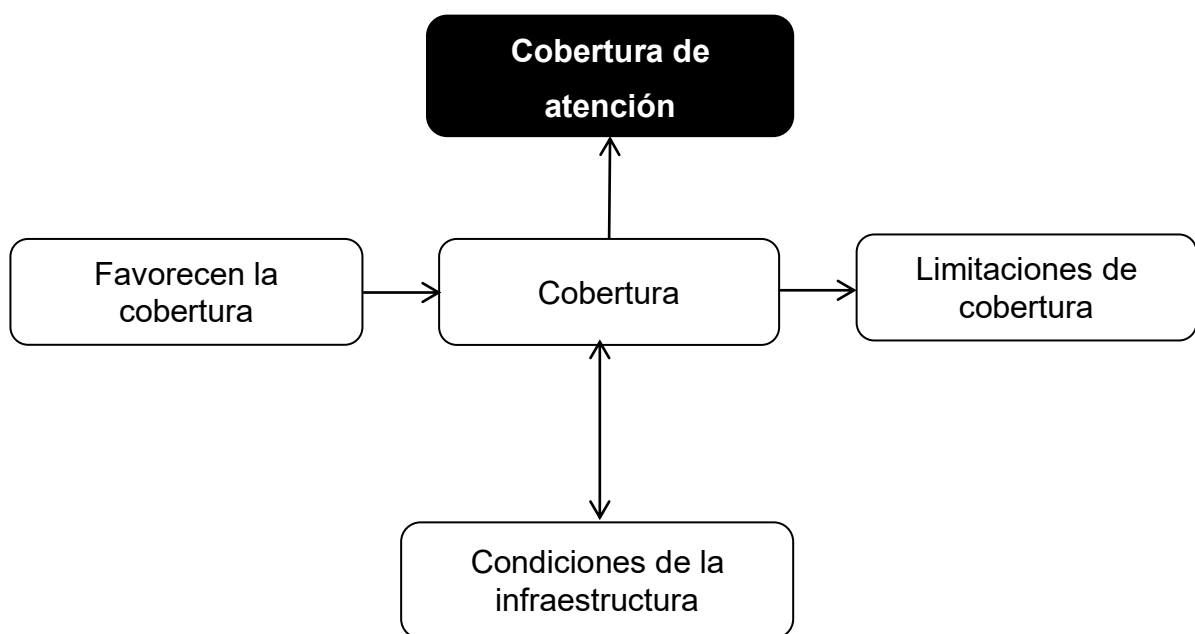 Cobertura de
atención
Favorecen la
cobertura
Cobertura
Limitaciones de
cobertura
Condiciones de la
infraestructura